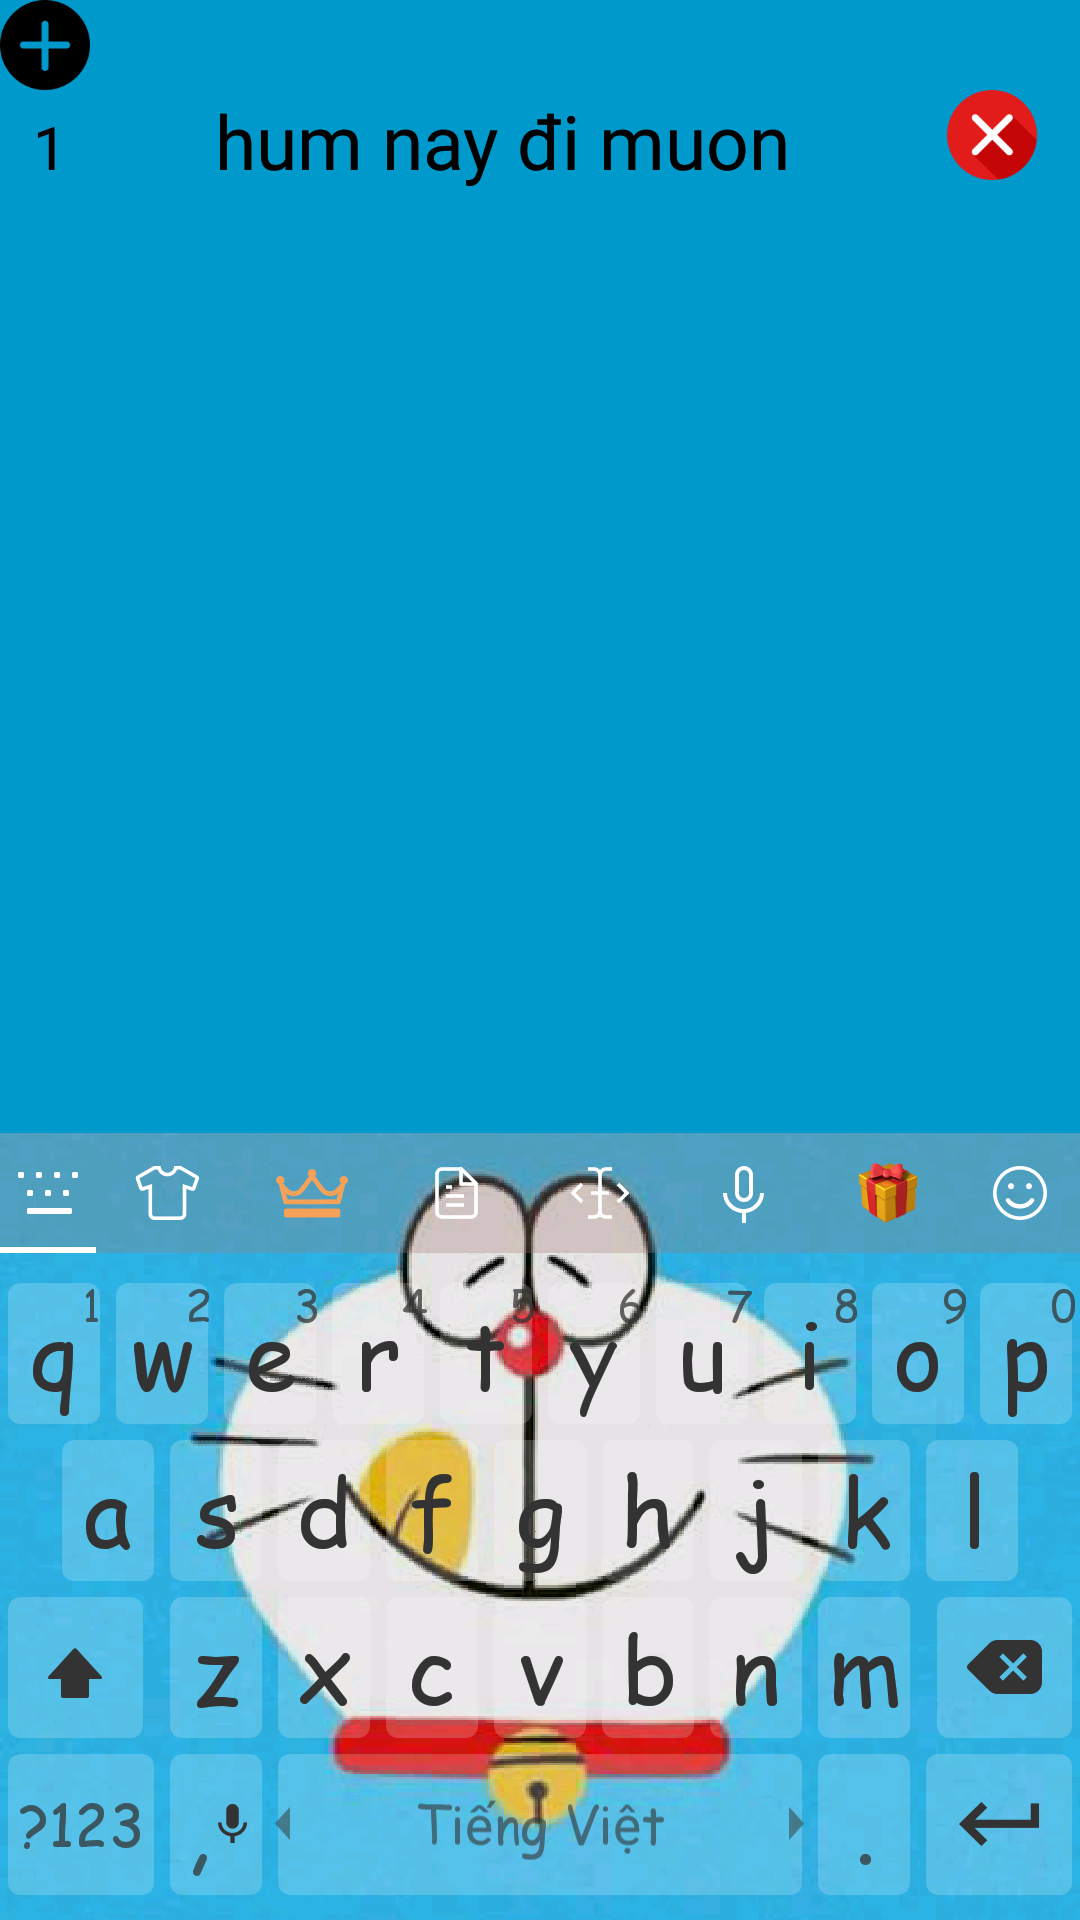 1 hum nay đi muon
1 2 3 4 5 6 7 8 9 0
q w e r t y u i o p
a s d f g h j k l
z x c v b n m
?123 , Tiếng Việt .